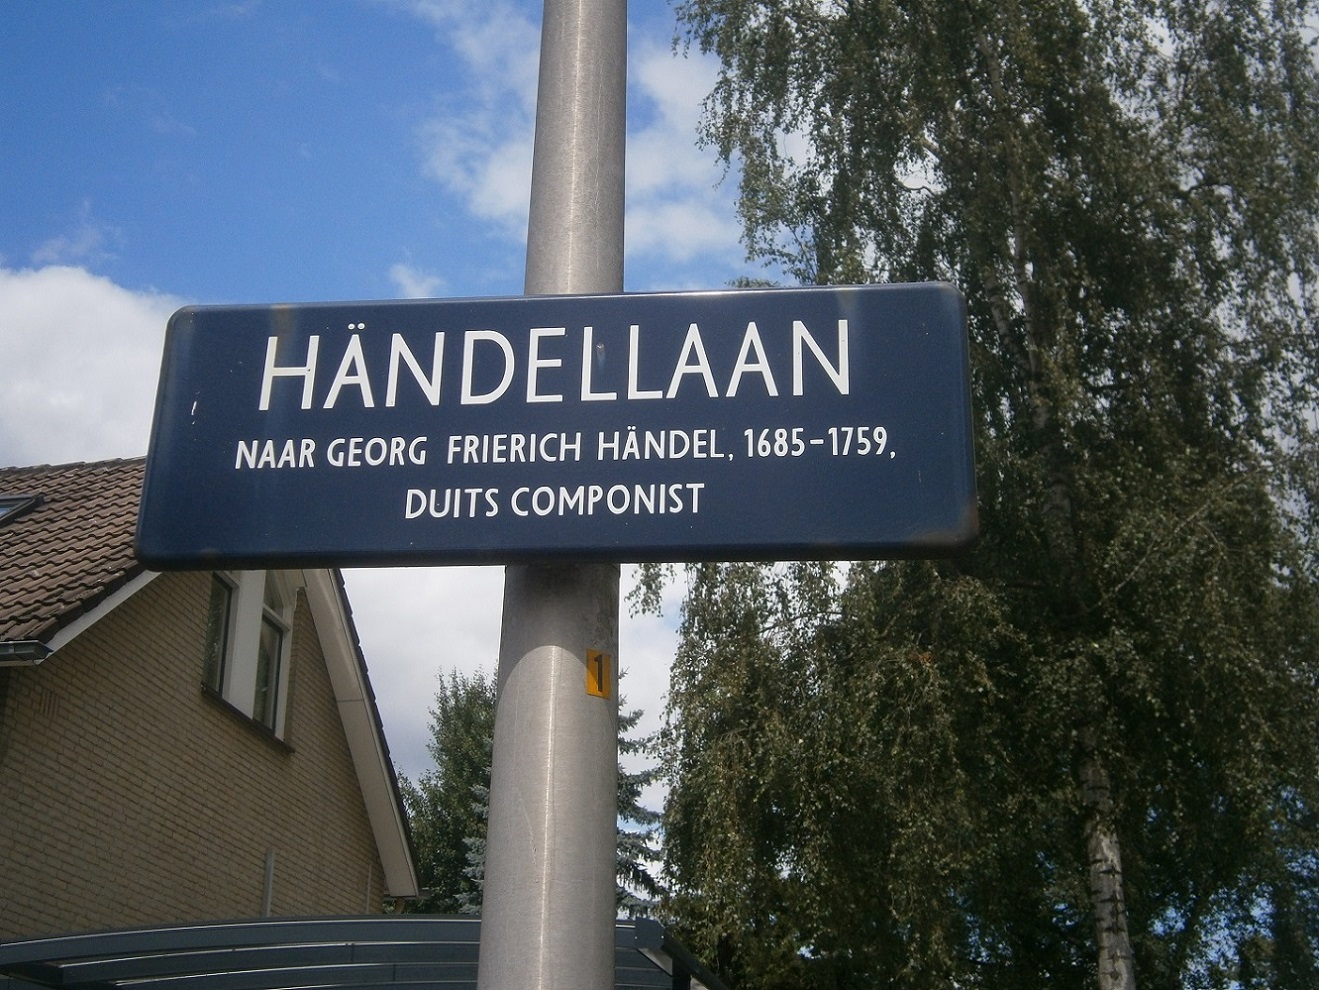 HÄNDELLAAN
NAAR GEORG FRIERICH HÄNDEL, 1685-1759,
DUITS COMPONIST
1